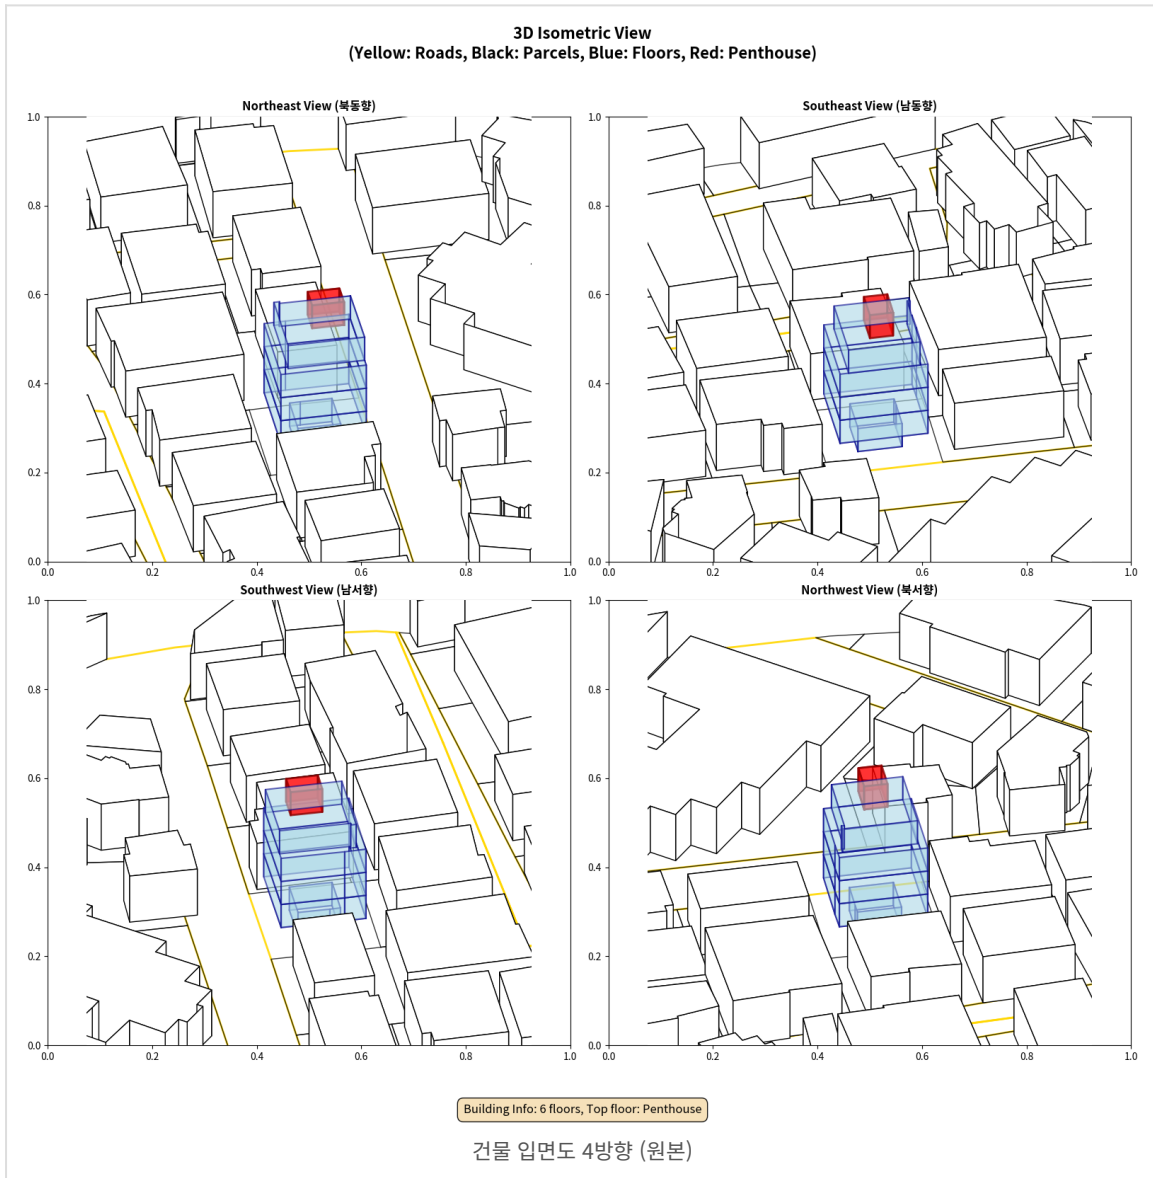 3D Isometric View
(Yellow: Roads, Black: Parcels, Blue: Floors, Red: Penthouse)
Northeast View (북동향)
1.0
0.8
0.6
0.4
0.2
0.0
0.0 0.2 0.4 0.6 0.8 1.0
Southeast View (남동향)
1.0
0.8
0.6
0.4
0.2
0.0
0.0 0.2 0.4 0.6 0.8 1.0
Southwest View (남서향)
1.0
0.8
0.6
0.4
0.2
0.0
0.0 0.2 0.4 0.6 0.8 1.0
Northwest View (북서향)
1.0
0.8
0.6
0.4
0.2
0.0
0.0 0.2 0.4 0.6 0.8 1.0
Building Info: 6 floors, Top floor: Penthouse
건물 입면도 4방향 (원본)